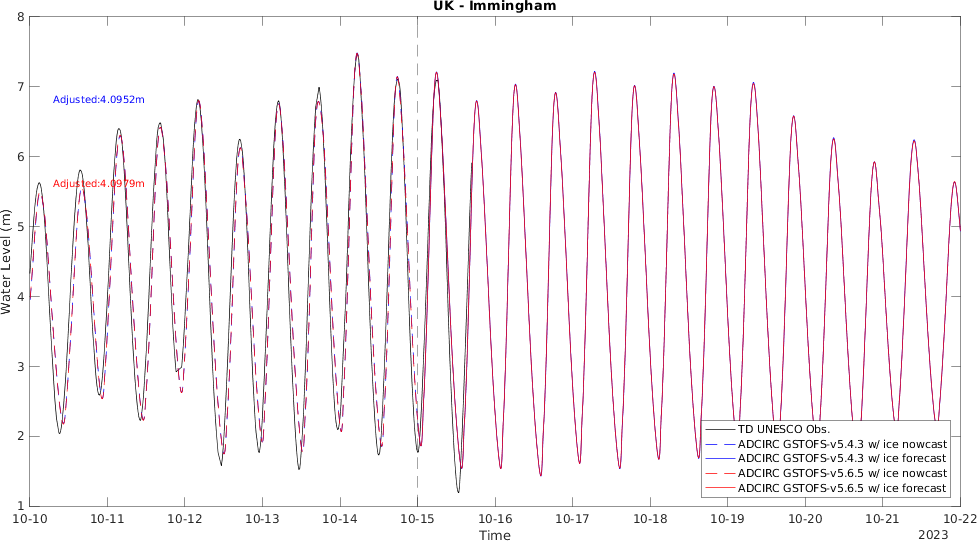 UK - Immingham
8
7
6
5
4
3
2
1
Water Level (m)
Adjusted:4.0952m
Adjusted:4.0979m
TD UNESCO Obs.
ADCIRC GSTOFS-v5.4.3 w/ ice nowcast
ADCIRC GSTOFS-v5.4.3 w/ ice forecast
ADCIRC GSTOFS-v5.6.5 w/ ice nowcast
ADCIRC GSTOFS-v5.6.5 w/ ice forecast
10-10 10-11 10-12 10-13 10-14 10-15 10-16 10-17 10-18 10-19 10-20 10-21 10-22
Time
2023